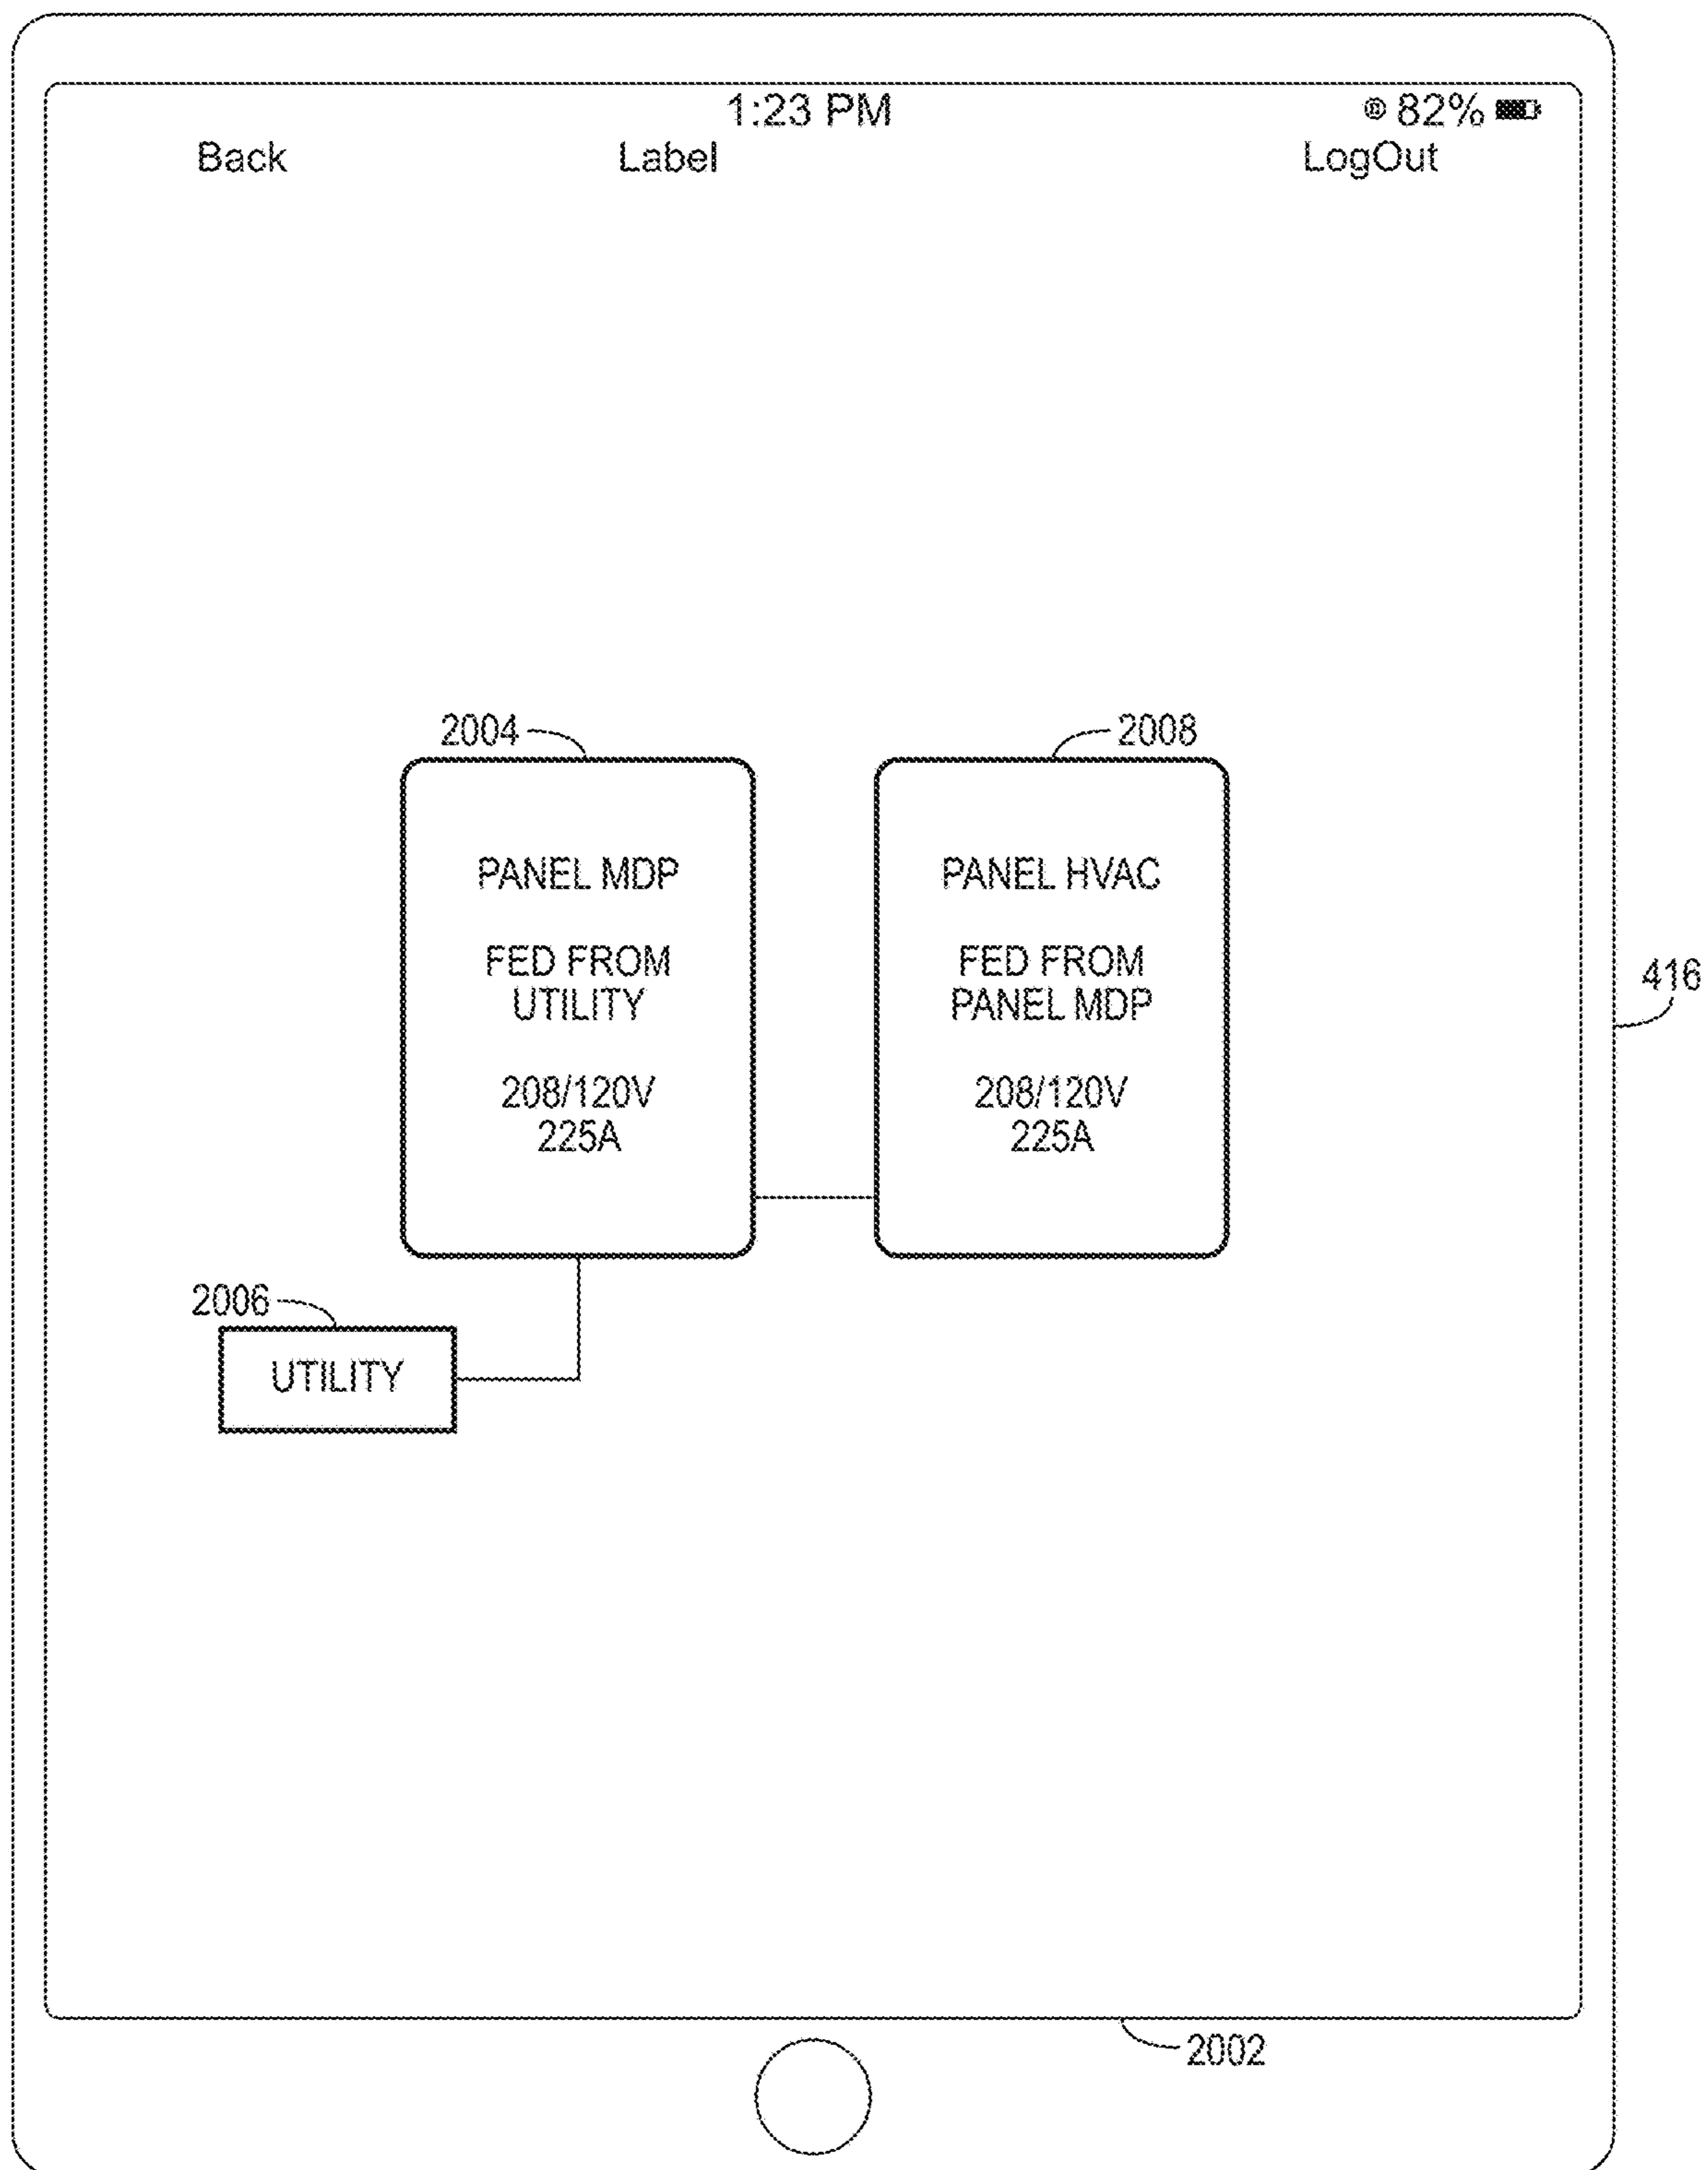 1:23 PM
82%
Back
Label
LogOut
2004
2008
PANEL MDP
FED FROM
UTILITY
208/120V
225A
PANEL HVAC
FED FROM
PANEL MDP
208/120V
225A
416
2006
UTILITY
2002